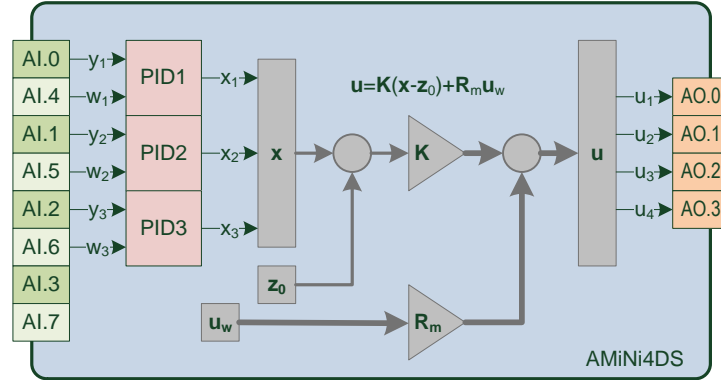 AI.0
AI.4
AI.1
AI.5
AI.2
AI.6
AI.3
AI.7
y₁
w₁
y₂
w₂
y₃
w₃
PID1
PID2
PID3
x₁
x₂
x₃
x
z₀
u_w
u=K(x-z₀)+Rₘu_w
K
Rₘ
u
u₁
u₂
u₃
u₄
AO.0
AO.1
AO.2
AO.3
AMiNi4DS